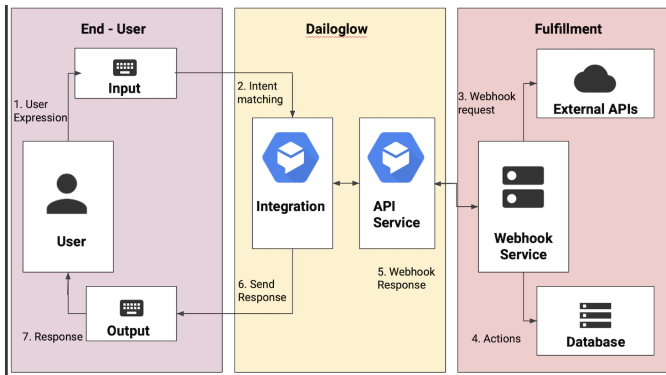 End - User
Dailoglow
Fulfillment
Input
1. User
Expression
2. Intent
matching
3. Webhook
request
External APIs
Integration
API
Service
User
Webhook
Service
5. Webhook
Response
6. Send
Response
Output
7. Response
4. Actions
Database